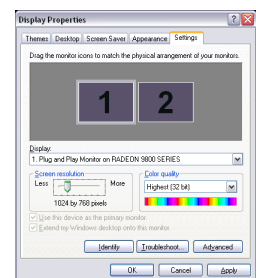 Display Properties
Themes Desktop Screen Saver Appearance Settings
Drag the monitor icons to match the physical arrangement of your monitors.
1 2
Display:
1. Plug and Play Monitor on RADEON 9800 SERIES
Screen resolution
Less More
1024 by 768 pixels
Color quality
Highest (32 bit)
Use this device as the primary monitor
Extend my Windows desktop onto this monitor
Identify Troubleshoot... Advanced
OK Cancel Apply